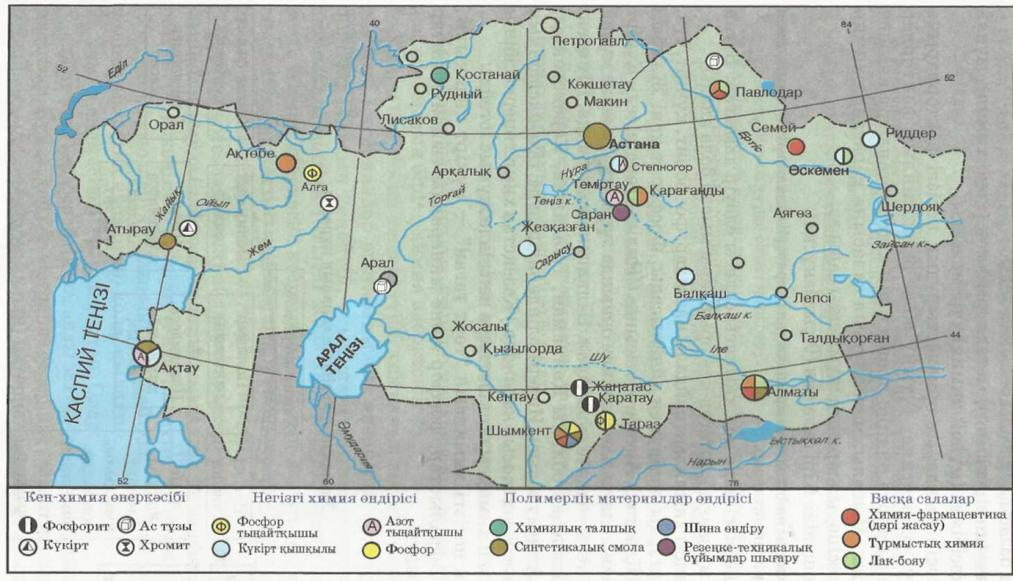 40
84
52
Еділ
Петропавл
52
Қостанай
Көкшетау
Рудный
Макин
Павлодар
Орал
Лисаков
Ертіс
Семей
Риддер
Астана
Ақтөбе
Алға
Арқалық
Нұра
Степногор
Өскемен
Жайық
Ойыл
Торғай
Теңіз к.
Теміртау
Қарағанды
Саран
Шердояқ
Атырау
Жем
Жезқазған
Аягөз
Зайсан к.
Сарысу
Арал
Балқаш
Лепсі
Балқаш к.
КАСПИЙ ТЕҢІЗІ
АРАЛ ТЕҢІЗІ
Жосалы
Қызылорда
Талдықорған
44
Ақтау
Шу
Іле
Жаңатас
Кентау
Қаратау
Алматы
Шымкент
Тараз
Әмудария
Ыстықкөл к.
Нарын
52
60
76
Кен-химия өнеркәсібі
Негізгі химия өндірісі
Полимерлік материалдар өндірісі
Басқа салалар
Фосфорит
Ас тұзы
Күкірт
Хромит
Фосфор тыңайтқышы
Азот тыңайтқышы
Күкірт қышқылы
Фосфор
Химиялық талшық
Шина өндіру
Синтетикалық смола
Резеңке-техникалық бұйымдар шығару
Химия-фармацевтика (дәрі жасау)
Тұрмыстық химия
Лак-бояу